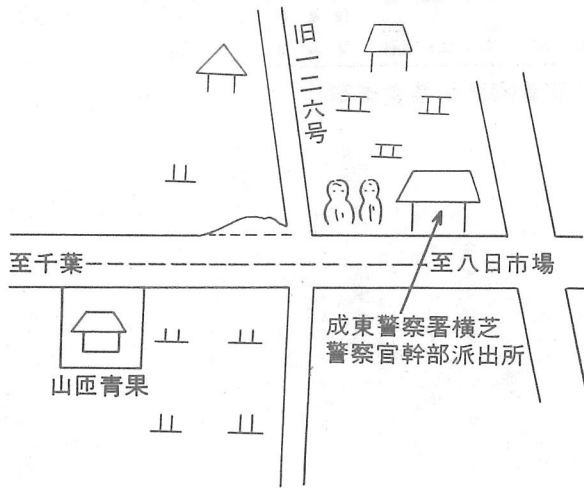 旧一二六号
至千葉
至八日市場
成東警察署横芝
警察官幹部派出所
山匝青果